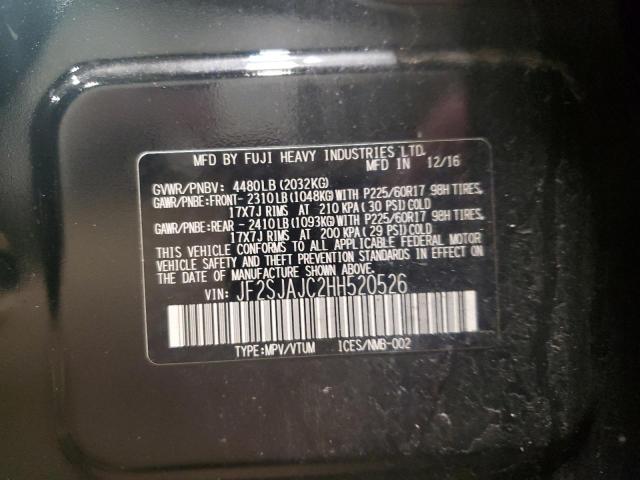 MFD BY FUJI HEAVY INDUSTRIES LTD.
MFD IN 12/16
GVWR/PNBV: 4480LB (2032KG)
GAWR/PNBE:FRONT- 2310LB (1048KG)WITH P225/60R17 98H TIRES,
17X7J RIMS AT 210 KPA (30 PSI)COLD
GAWR/PNBE:REAR - 2410LB (1093KG)WITH P225/60R17 98H TIRES,
17X7J RIMS AT 200 KPA (29 PSI)COLD
THIS VEHICLE CONFORMS TO ALL APPLICABLE FEDERAL MOTOR
VEHICLE SAFETY AND THEFT PREVENTION STANDARDS IN EFFECT ON
THE DATE OF MANUFACTURE SHOWN ABOVE.
VIN: JF2SJAJC2HH520526
TYPE:MPV/VTUM ICES/NMB-002